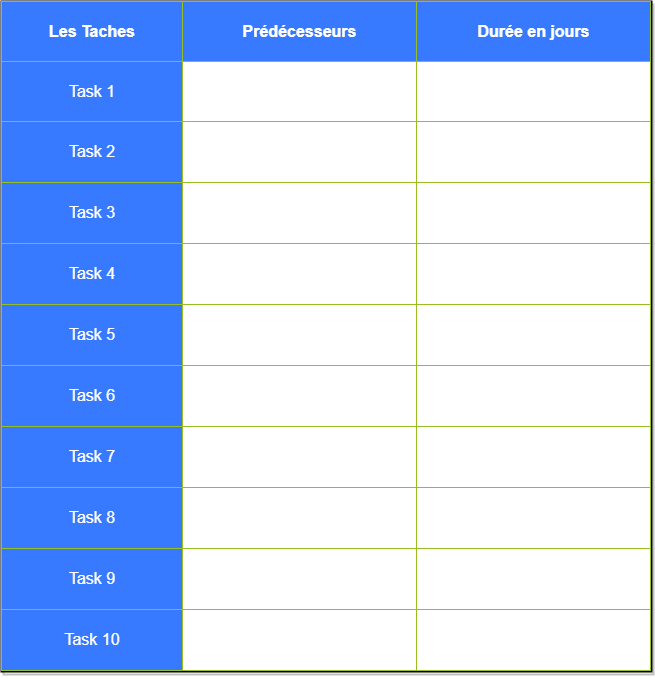 Les Taches Prédécesseurs Durée en jours
Task 1
Task 2
Task 3
Task 4
Task 5
Task 6
Task 7
Task 8
Task 9
Task 10